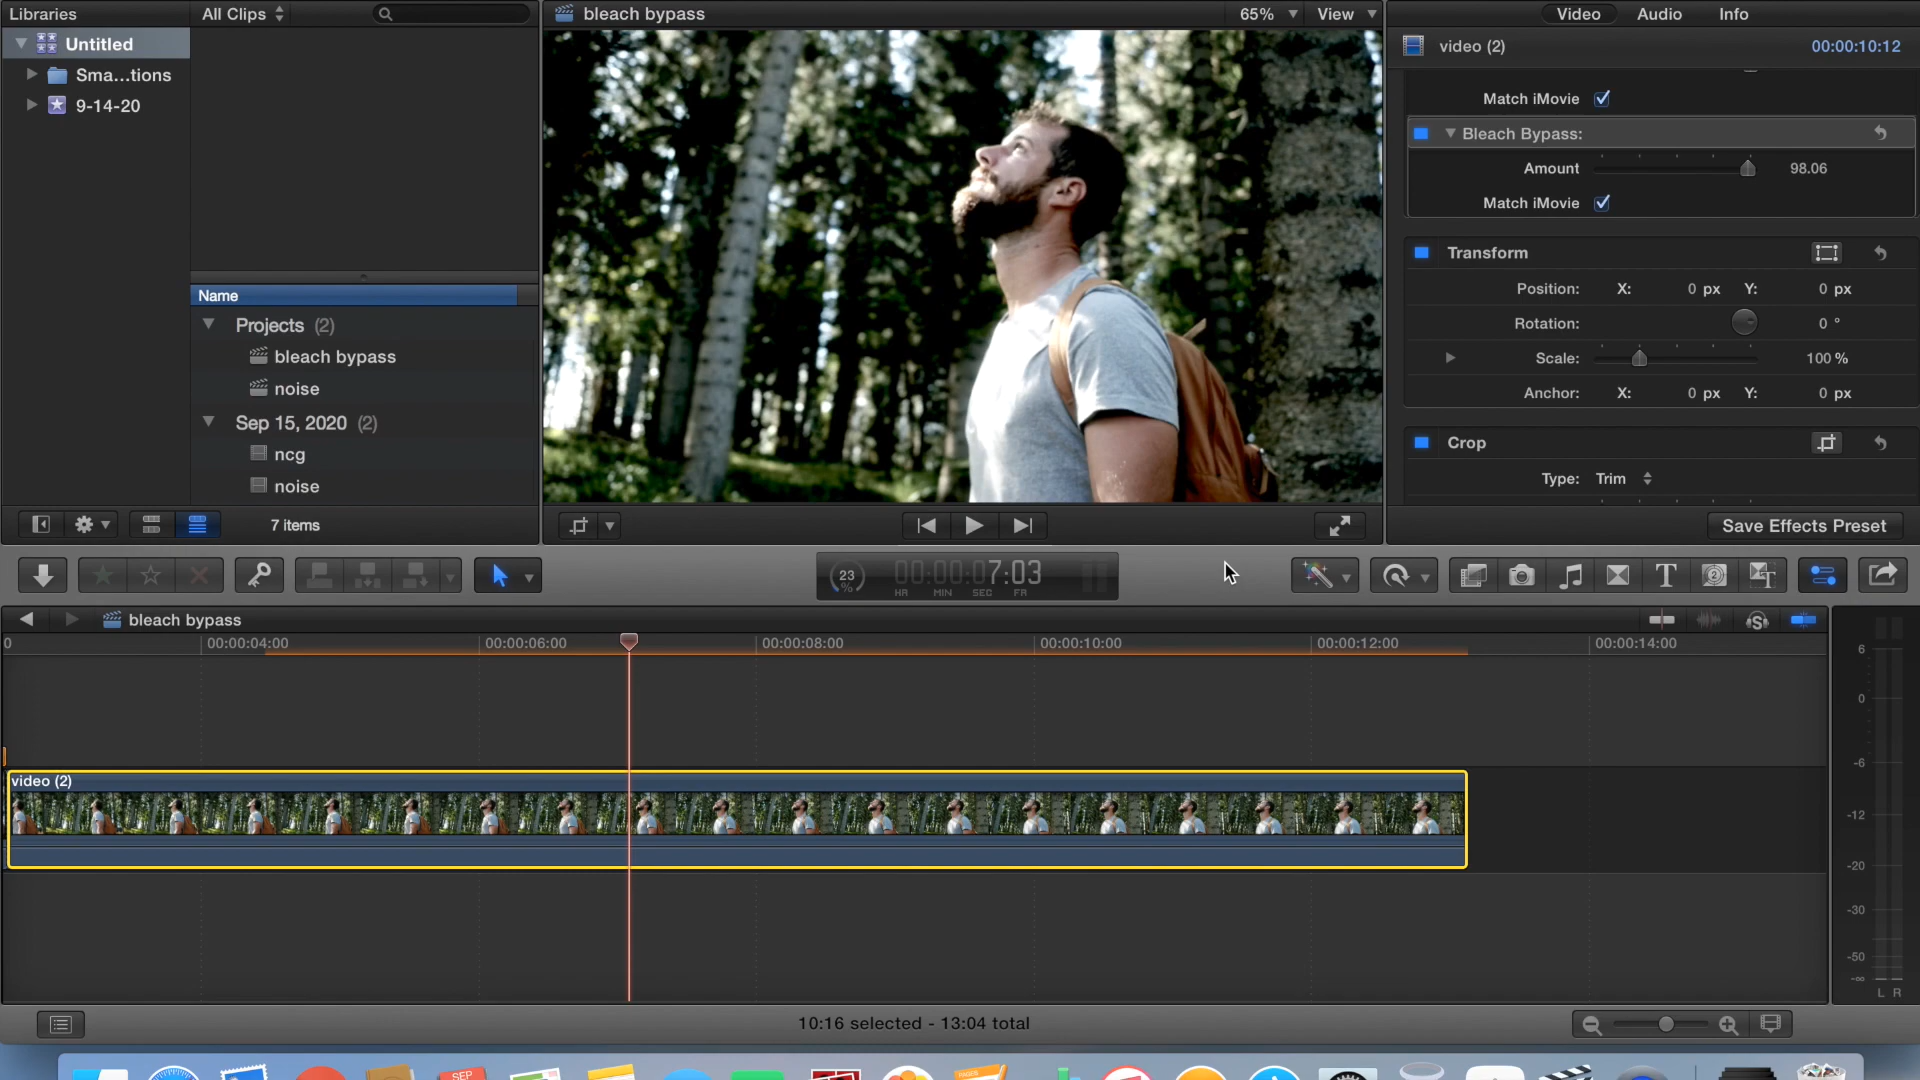 Libraries
All Clips
Untitled
Sma...tions
9-14-20
Name
Projects (2)
bleach bypass
noise
Sep 15, 2020 (2)
ncg
noise
7 items
bleach bypass
65%
View
Video
Audio
Info
video (2)
00:00:10:12
Match iMovie
Bleach Bypass:
Amount
98.06
Match iMovie
Transform
Position: X: 0 px Y: 0 px
Rotation: 0 °
Scale: 100 %
Anchor: X: 0 px Y: 0 px
Crop
Type: Trim
Save Effects Preset
23
%
00:00:07:03
HR MIN SEC FR
bleach bypass
0 00:00:04:00 00:00:06:00 00:00:08:00 00:00:10:00 00:00:12:00 00:00:14:00
video (2)
6
0
-6
-12
-20
-30
-50
-∞
L R
10:16 selected - 13:04 total
SEP
PAGES